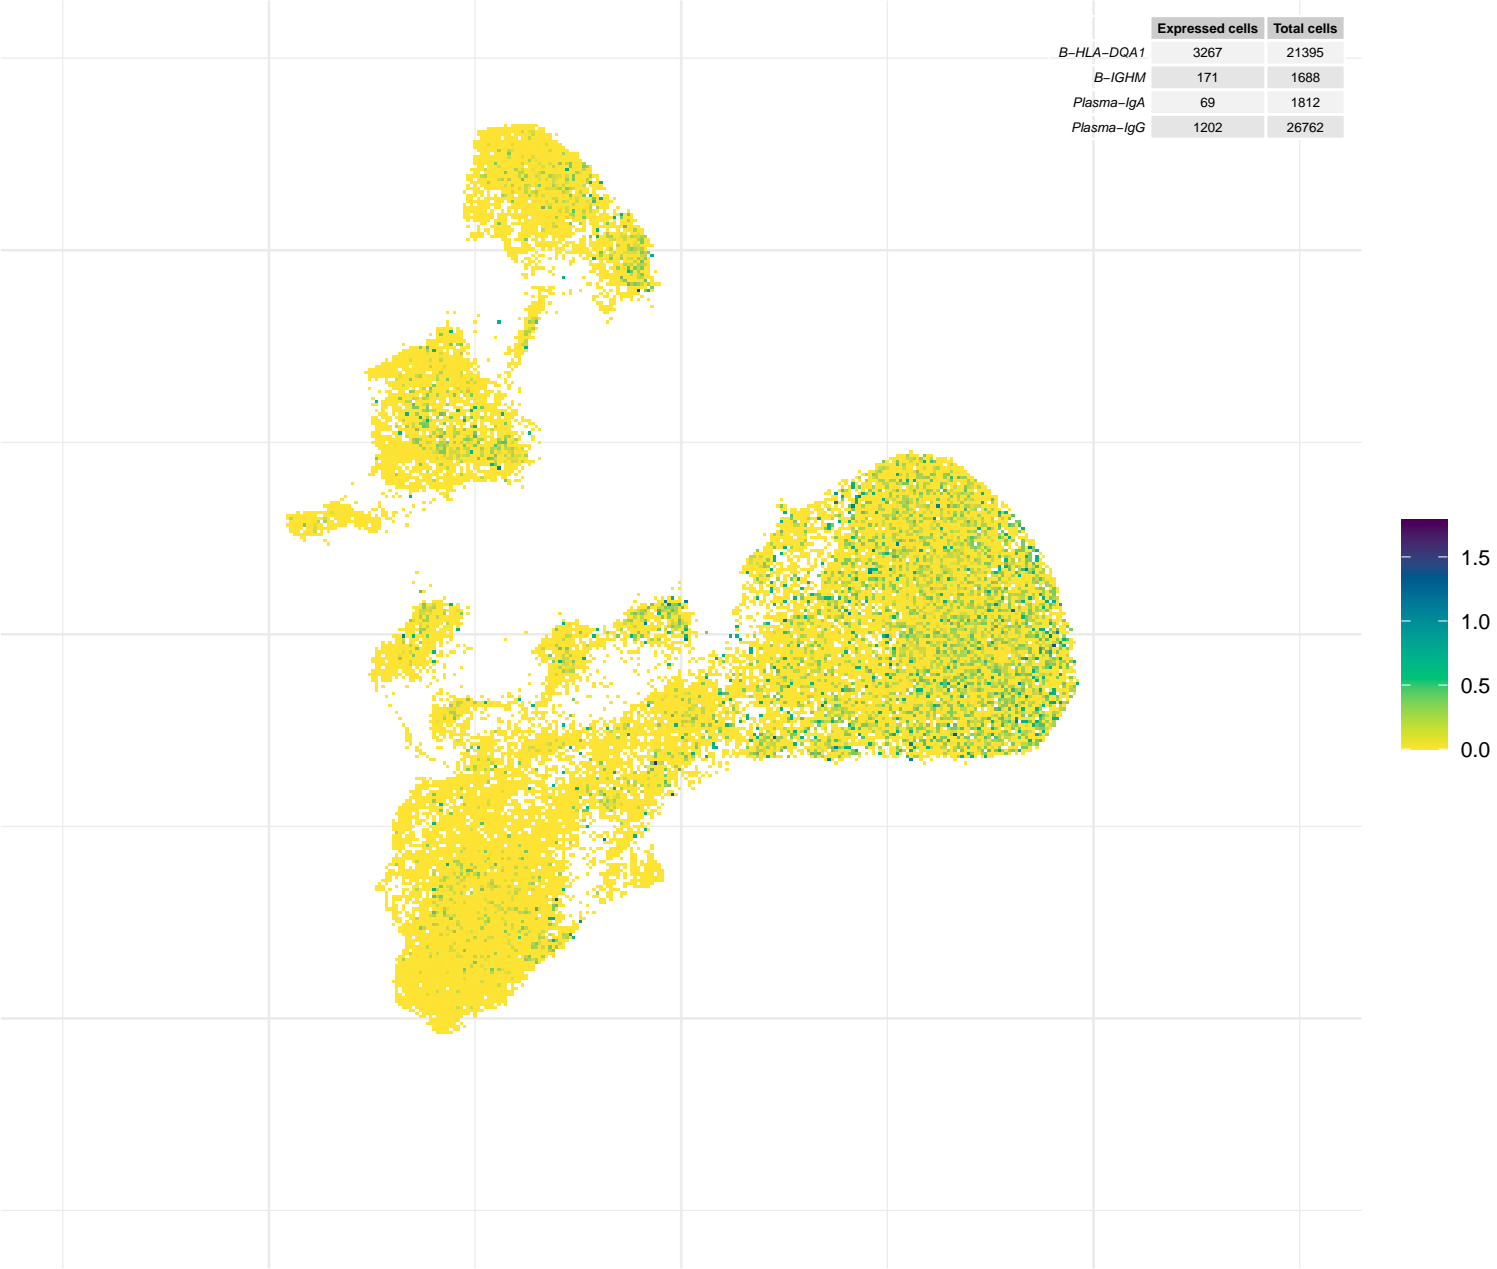 Expressed cells Total cells
B−HLA−DQA1 3267 21395
B−IGHM 171 1688
Plasma−IgA 69 1812
Plasma−IgG 1202 26762
1.5
1.0
0.5
0.0